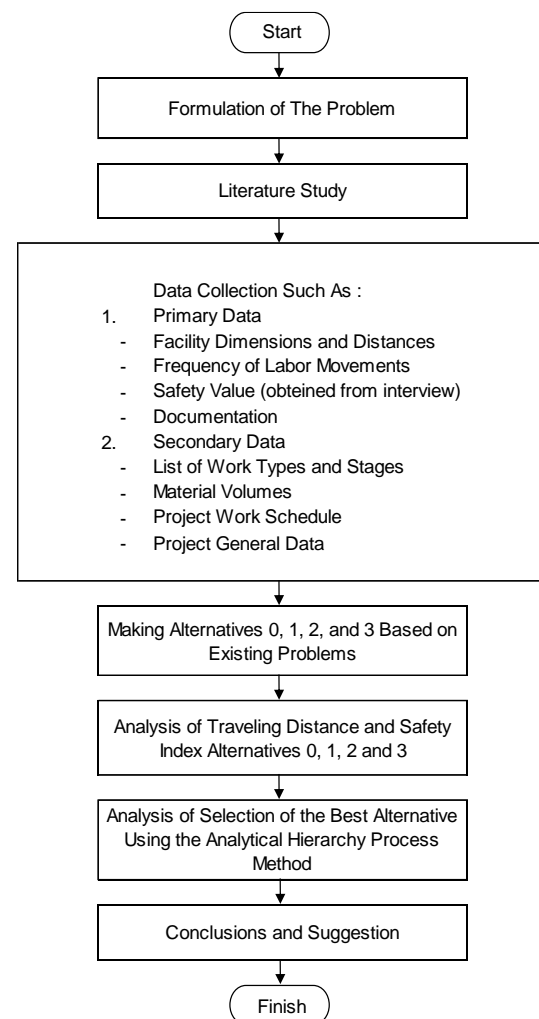 Start
Formulation of The Problem
Literature Study
Data Collection Such As :
1. Primary Data
- Facility Dimensions and Distances
- Frequency of Labor Movements
- Safety Value (obteined from interview)
- Documentation
2. Secondary Data
- List of Work Types and Stages
- Material Volumes
- Project Work Schedule
- Project General Data
Making Alternatives 0, 1, 2, and 3 Based on
Existing Problems
Analysis of Traveling Distance and Safety
Index Alternatives 0, 1, 2 and 3
Analysis of Selection of the Best Alternative
Using the Analytical Hierarchy Process
Method
Conclusions and Suggestion
Finish